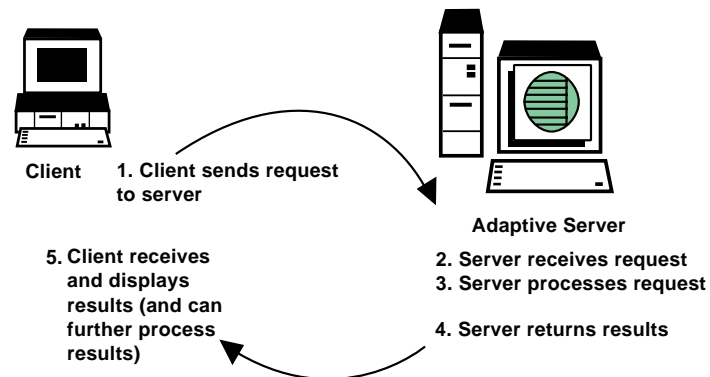 Client
1. Client sends request
to server
Adaptive Server
2. Server receives request
3. Server processes request
4. Server returns results
5. Client receives
and displays
results (and can
further process
results)